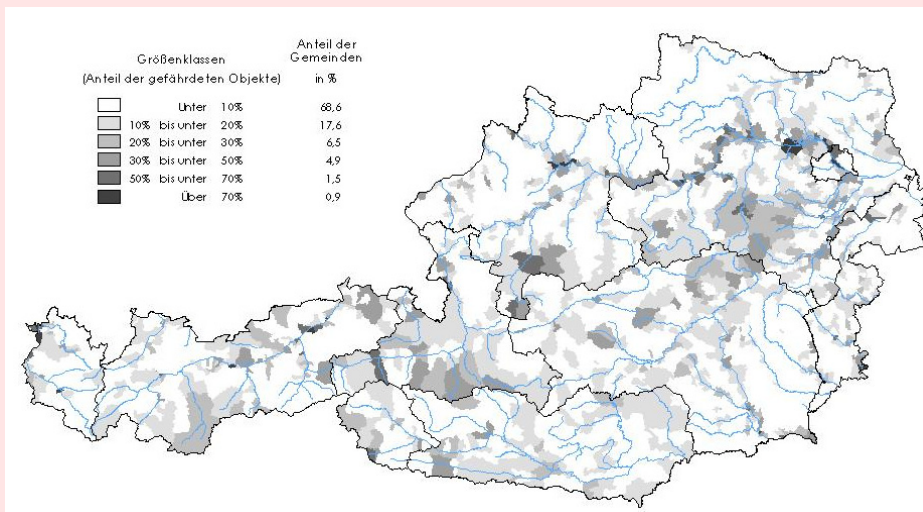 Größenklassen Anteil der Gemeinden
(Anteil der gefährdeten Objekte) in %
Unter 10% 68,6
10% bis unter 20% 17,6
20% bis unter 30% 6,5
30% bis unter 50% 4,9
50% bis unter 70% 1,5
Über 70% 0,9